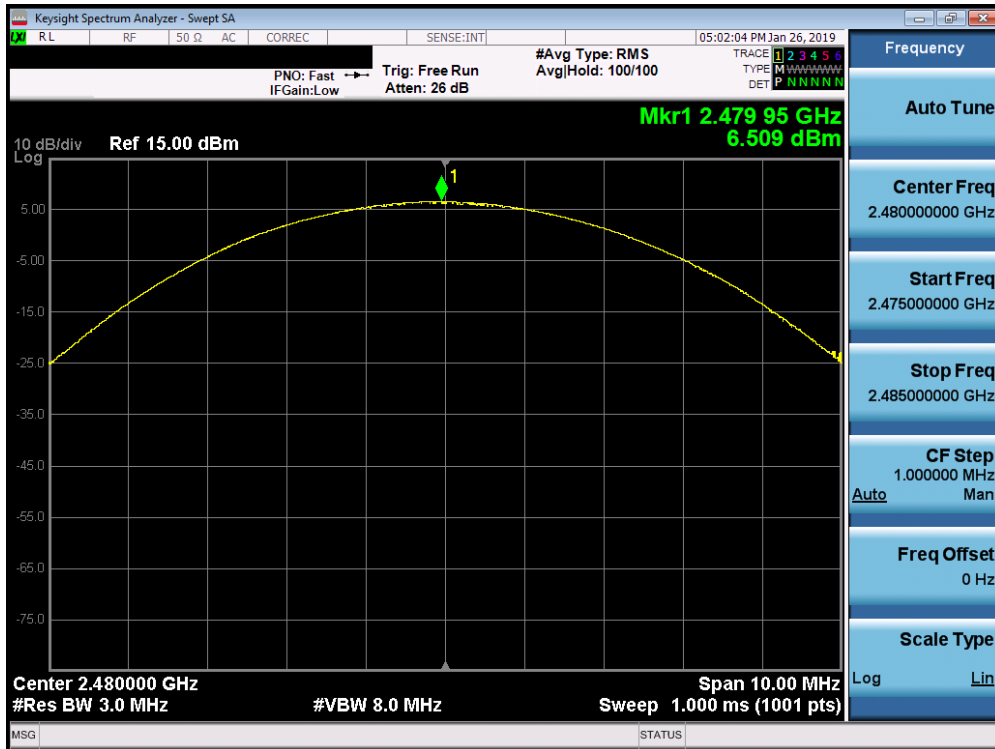 Keysight Spectrum Analyzer - Swept SA
LXI RL RF 50 Ω AC CORREC SENSE:INT 05:02:04 PM Jan 26, 2019
PNO: Fast
IFGain:Low
Trig: Free Run
Atten: 26 dB
#Avg Type: RMS
Avg|Hold: 100/100
TRACE 1 2 3 4 5 6
TYPE M WWWWW
DET P N N N N N
Mkr1 2.479 95 GHz
6.509 dBm
10 dB/div Ref 15.00 dBm
Log
1
5.00
-5.00
-15.0
-25.0
-35.0
-45.0
-55.0
-65.0
-75.0
Center 2.480000 GHz Span 10.00 MHz
#Res BW 3.0 MHz #VBW 8.0 MHz Sweep 1.000 ms (1001 pts)
MSG STATUS
Frequency
Auto Tune
Center Freq
2.480000000 GHz
Start Freq
2.475000000 GHz
Stop Freq
2.485000000 GHz
CF Step
1.000000 MHz
Auto Man
Freq Offset
0 Hz
Scale Type
Log Lin